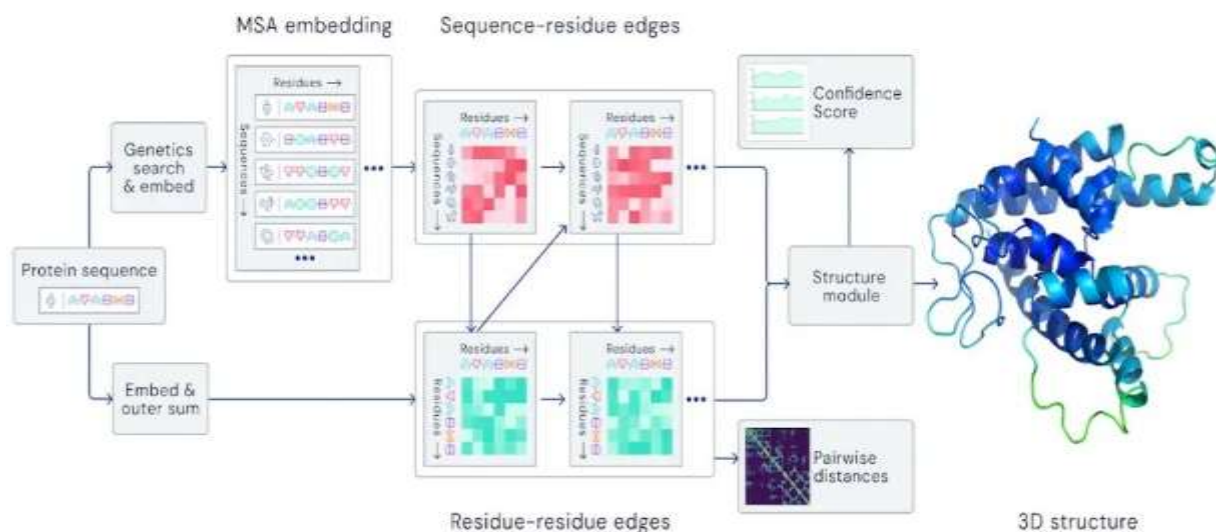 MSA embedding
Sequence-residue edges
Residues →
Sequences →
Genetics
search
& embed
Residues →
Sequences →
Residues →
Sequences →
Confidence
Score
Protein sequence
Structure
module
Embed &
outer sum
Residues →
Residues →
Residues →
Residues →
Pairwise
distances
Residue-residue edges
3D structure